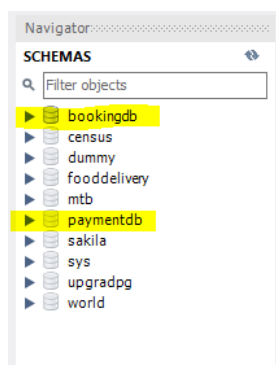 Navigator
SCHEMAS
Filter objects
bookingdb
census
dummy
fooddelivery
mtb
paymentdb
sakila
sys
upgradpg
world